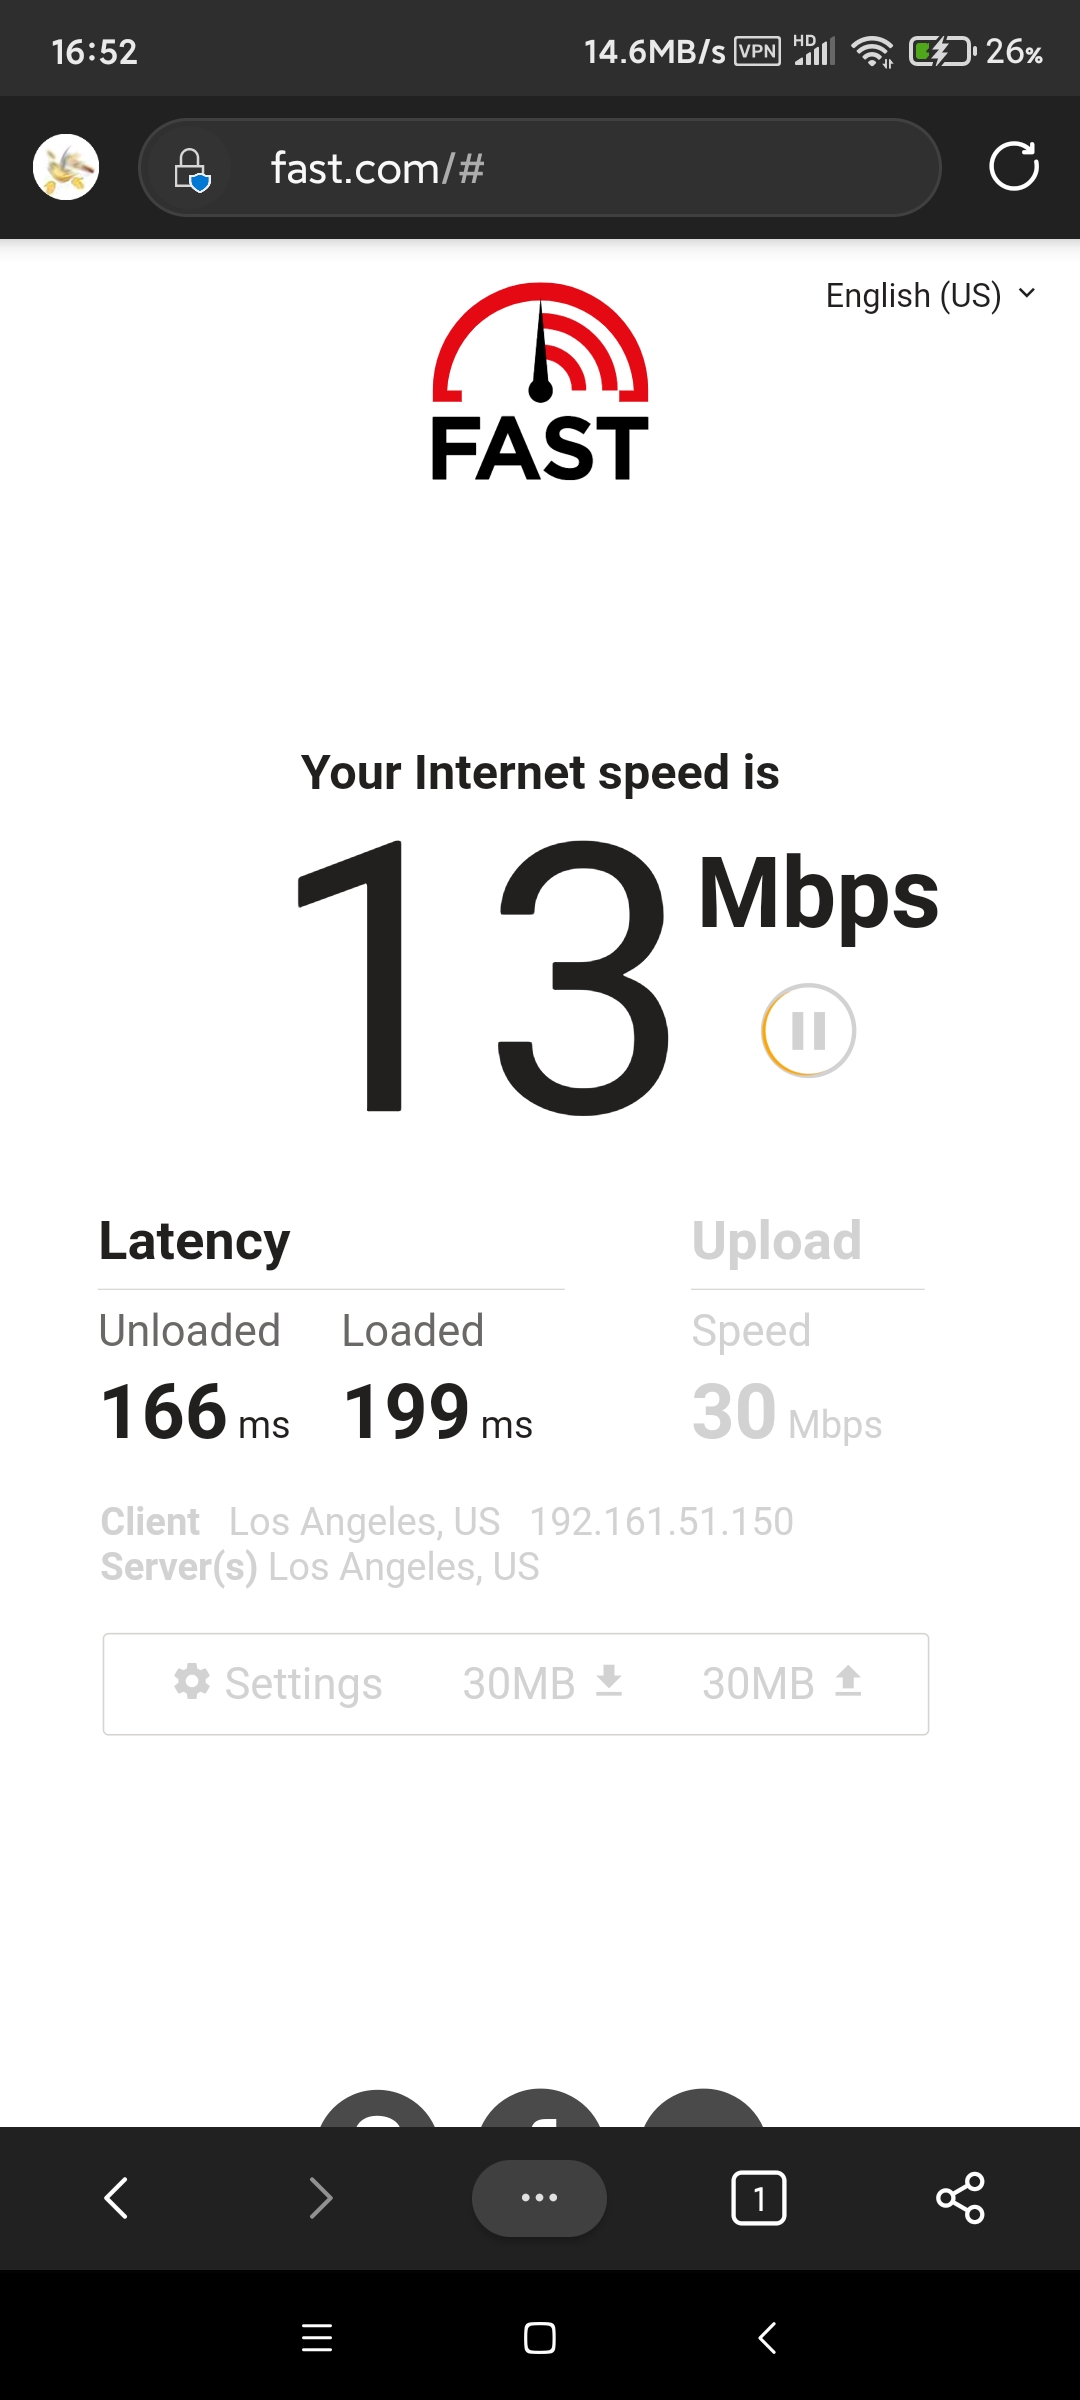 16:52 14.6MB/s VPN HD 26%
fast.com/#
English (US)
FAST
Your Internet speed is
13 Mbps
Latency Upload
Unloaded Loaded Speed
166 ms 199 ms 30 Mbps
Client Los Angeles, US 192.161.51.150
Server(s) Los Angeles, US
Settings 30MB 30MB
1